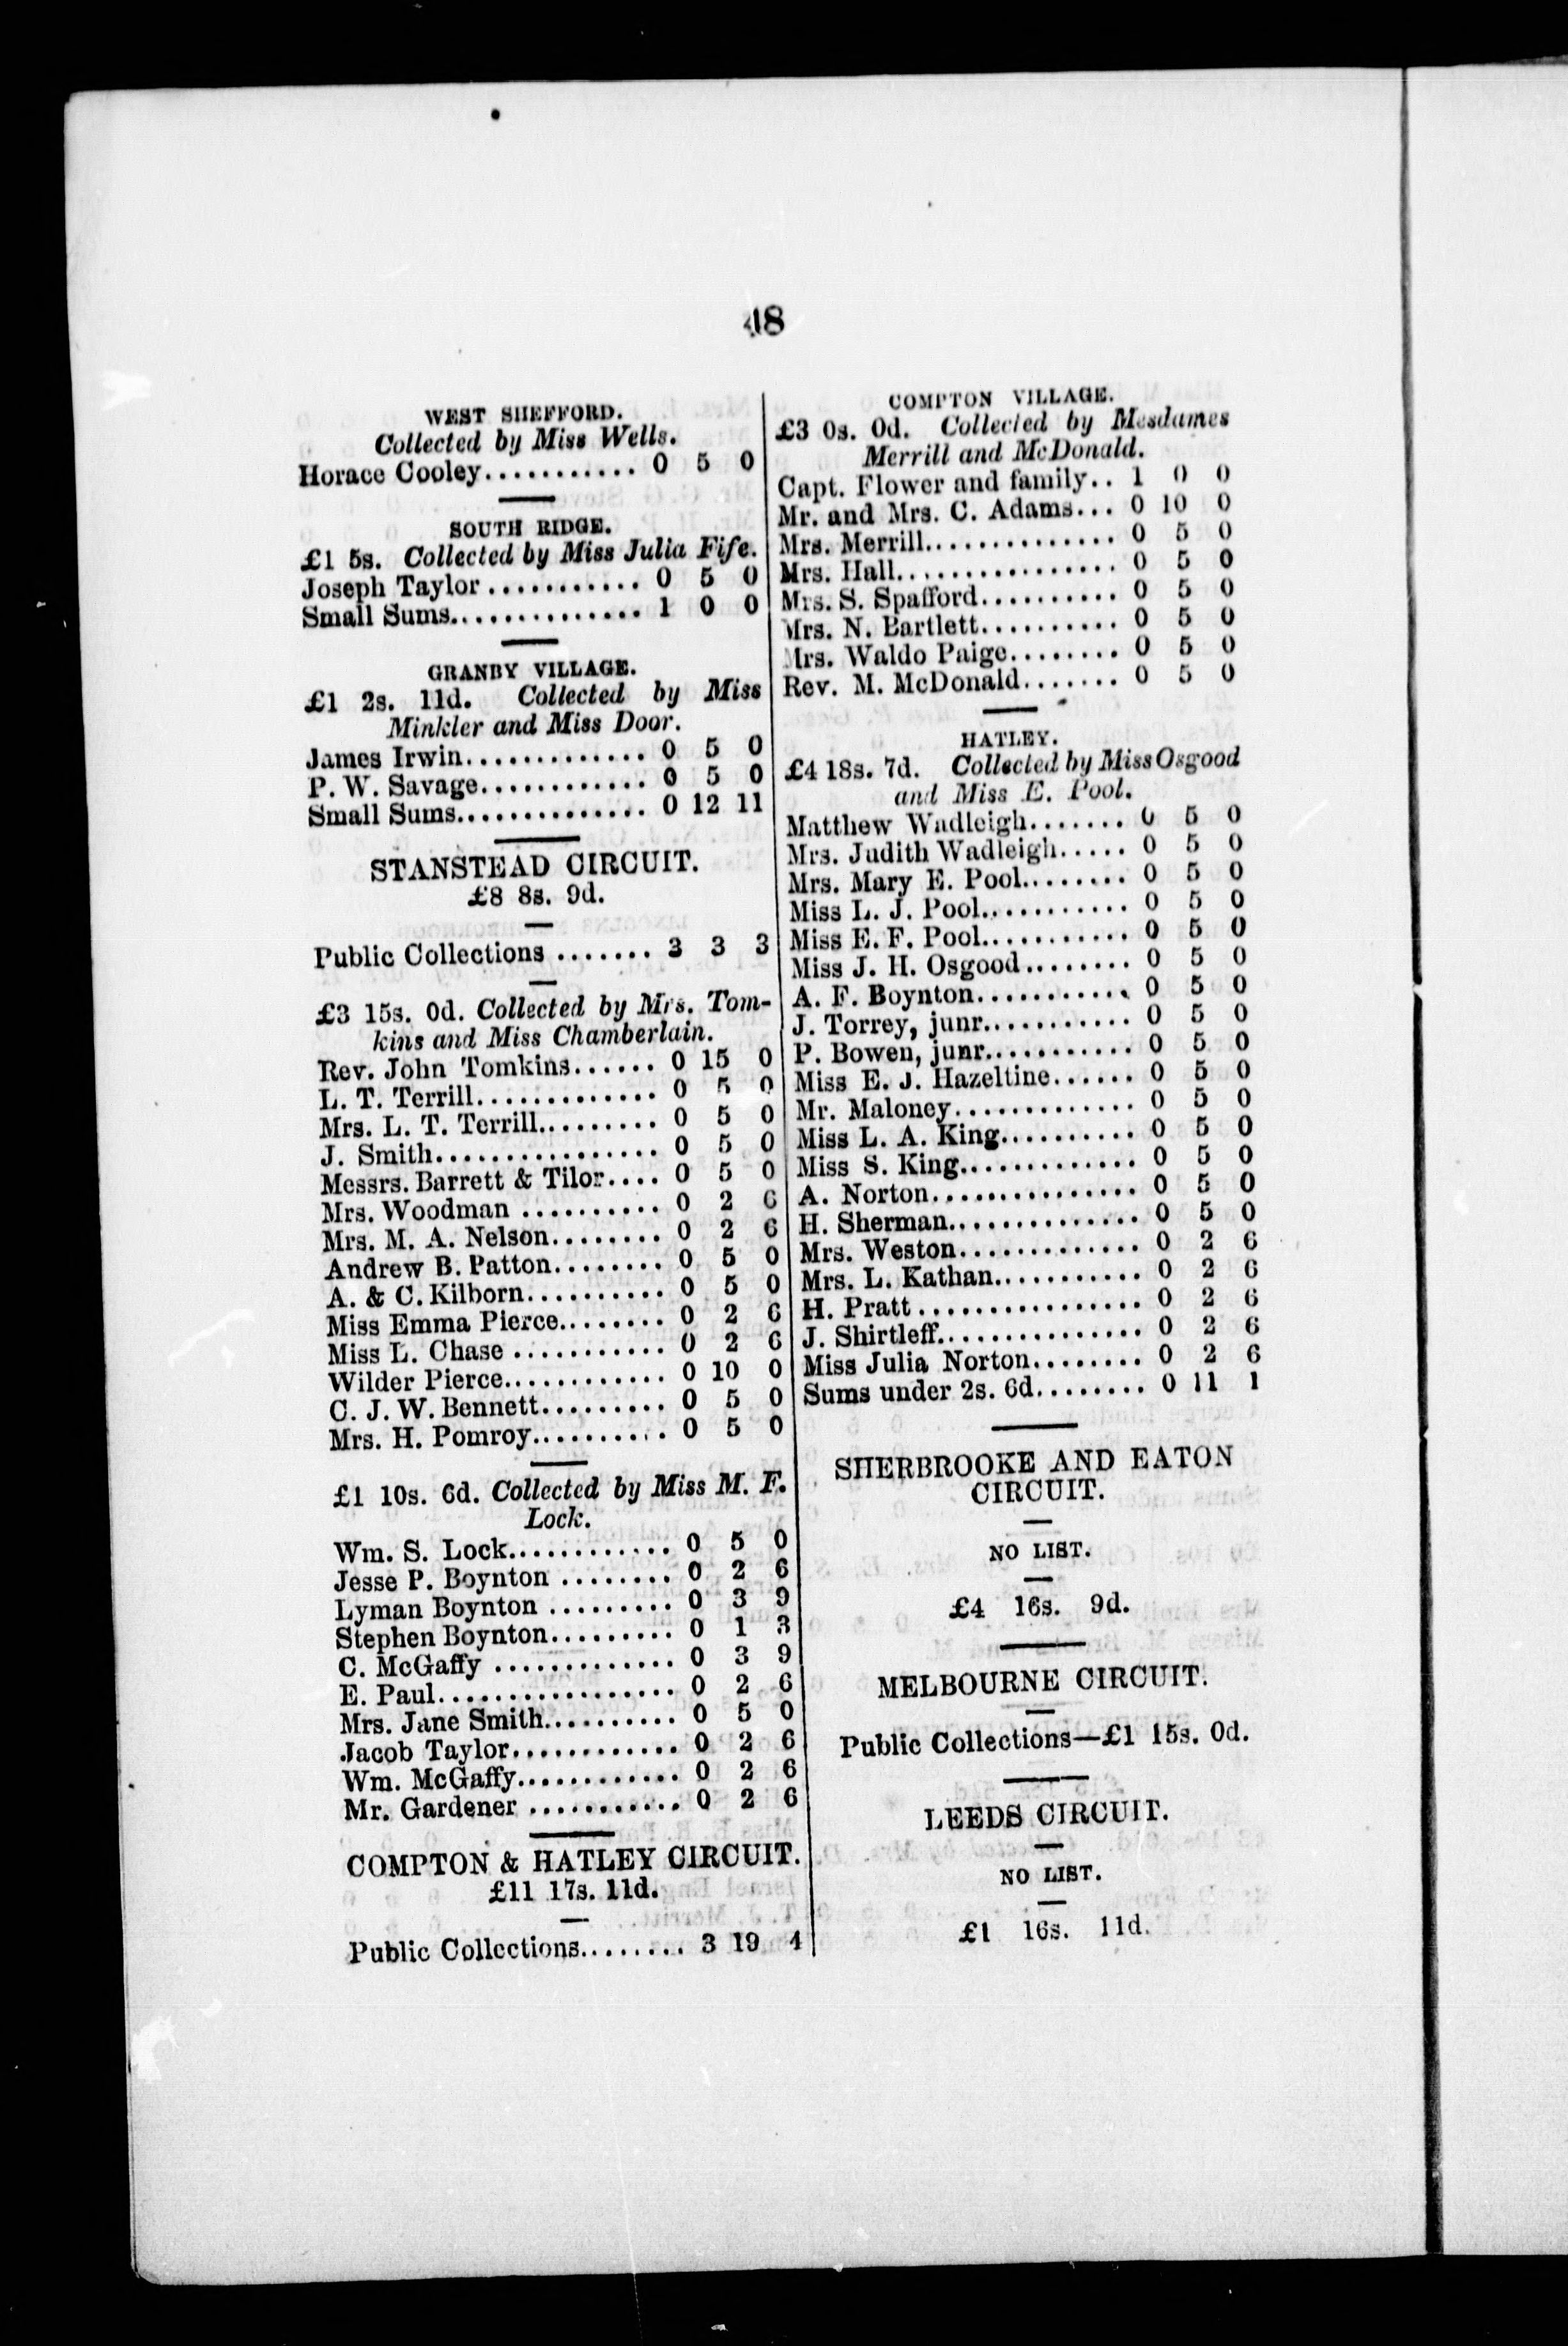 48
WEST SHEFFORD.
Collected by Miss Wells.
Horace Cooley........... 0 5 0
SOUTH RIDGE.
£1 5s. Collected by Miss Julia Fife.
Joseph Taylor ........... 0 5 0
Small Sums.............. 1 0 0
GRANBY VILLAGE.
£1 2s. 11d. Collected by Miss
Minkler and Miss Door.
James Irwin............. 0 5 0
P. W. Savage............ 0 5 0
Small Sums.............. 0 12 11
STANSTEAD CIRCUIT.
£8 8s. 9d.
Public Collections ....... 3 3 3
£3 15s. 0d. Collected by Mrs. Tom-
kins and Miss Chamberlain.
Rev. John Tomkins...... 0 15 0
L. T. Terrill............. 0 5 0
Mrs. L. T. Terrill......... 0 5 0
J. Smith................ 0 5 0
Messrs. Barrett & Tilor.... 0 5 0
Mrs. Woodman .......... 0 2 6
Mrs. M. A. Nelson........ 0 2 6
Andrew B. Patton........ 0 5 0
A. & C. Kilborn.......... 0 5 0
Miss Emma Pierce........ 0 2 6
Miss L. Chase ........... 0 2 6
Wilder Pierce............ 0 10 0
C. J. W. Bennett......... 0 5 0
Mrs. H. Pomroy.......... 0 5 0
£1 10s. 6d. Collected by Miss M. F.
Lock.
Wm. S. Lock............ 0 5 0
Jesse P. Boynton ........ 0 2 6
Lyman Boynton ......... 0 3 9
Stephen Boynton......... 0 1 3
C. McGaffy ............. 0 3 9
E. Paul................. 0 2 6
Mrs. Jane Smith.......... 0 5 0
Jacob Taylor............ 0 2 6
Wm. McGaffy............ 0 2 6
Mr. Gardener ........... 0 2 6
COMPTON & HATLEY CIRCUIT.
£11 17s. 11d.
Public Collections........ 3 19 4
COMPTON VILLAGE.
£3 0s. 0d. Collected by Mesdames
Merrill and McDonald.
Capt. Flower and family.. 1 0 0
Mr. and Mrs. C. Adams... 0 10 0
Mrs. Merrill.............. 0 5 0
Mrs. Hall................ 0 5 0
Mrs. S. Spafford.......... 0 5 0
Mrs. N. Bartlett.......... 0 5 0
Mrs. Waldo Paige........ 0 5 0
Rev. M. McDonald....... 0 5 0
HATLEY.
£4 18s. 7d. Collected by Miss Osgood
and Miss E. Pool.
Matthew Wadleigh....... 0 5 0
Mrs. Judith Wadleigh..... 0 5 0
Mrs. Mary E. Pool........ 0 5 0
Miss L. J. Pool........... 0 5 0
Miss E. F. Pool........... 0 5 0
Miss J. H. Osgood........ 0 5 0
A. F. Boynton............ 0 5 0
J. Torrey, junr........... 0 5 0
P. Bowen, junr........... 0 5 0
Miss E. J. Hazeltine...... 0 5 0
Mr. Maloney............. 0 5 0
Miss L. A. King.......... 0 5 0
Miss S. King............. 0 5 0
A. Norton............... 0 5 0
H. Sherman.............. 0 5 0
Mrs. Weston............. 0 2 6
Mrs. L. Kathan........... 0 2 6
H. Pratt ................ 0 2 6
J. Shirtleff............... 0 2 6
Miss Julia Norton........ 0 2 6
Sums under 2s. 6d........ 0 11 1
SHERBROOKE AND EATON
CIRCUIT.
NO LIST.
£4 16s. 9d.
MELBOURNE CIRCUIT.
Public Collections—£1 15s. 0d.
LEEDS CIRCUIT.
NO LIST.
£1 16s. 11d.